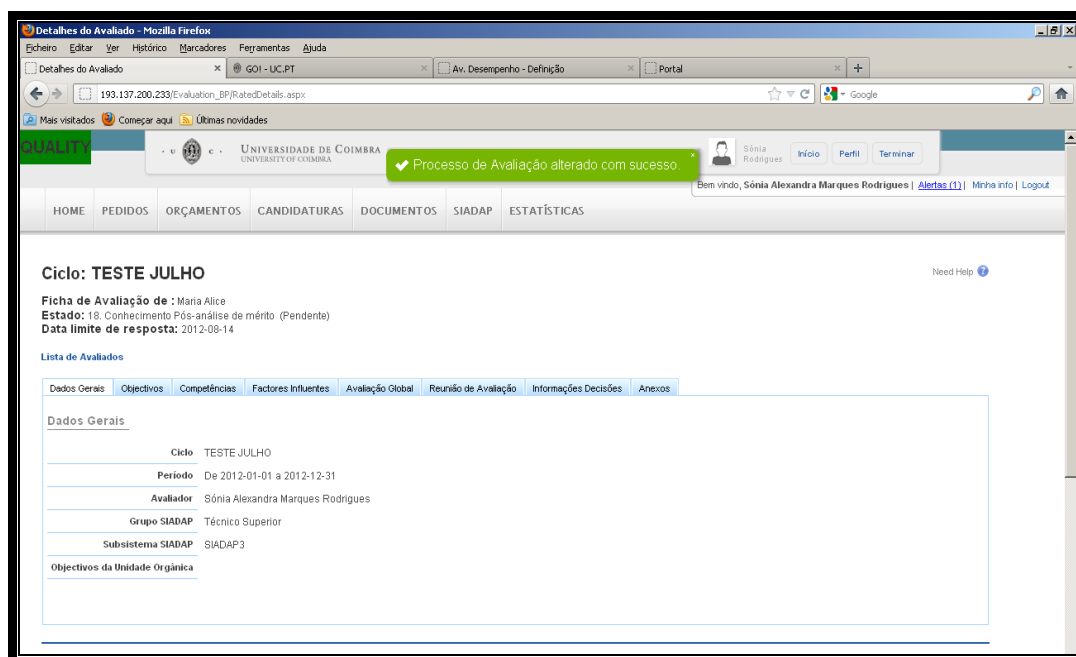 Detalhes do Avaliado - Mozilla Firefox
Ficheiro Editar Ver Histórico Marcadores Ferramentas Ajuda
Detalhes do Avaliado GO! - UC.PT Av. Desempenho - Definição Portal
193.137.200.233/Evaluation_BP/RatedDetails.aspx Google
Mais visitados Começar aqui Últimas novidades
QUALITY
UNIVERSIDADE DE COIMBRA
UNIVERSITY OF COIMBRA
Processo de Avaliação alterado com sucesso.
Sónia
Rodrigues
Início Perfil Terminar
Bem vindo, Sónia Alexandra Marques Rodrigues | Alertas (1) | Minha info | Logout
HOME PEDIDOS ORÇAMENTOS CANDIDATURAS DOCUMENTOS SIADAP ESTATÍSTICAS
Ciclo: TESTE JULHO
Need Help ?
Ficha de Avaliação de : Maria Alice
Estado: 18. Conhecimento Pós-análise de mérito (Pendente)
Data limite de resposta: 2012-08-14
Lista de Avaliados
Dados Gerais Objectivos Competências Factores Influentes Avaliação Global Reunião de Avaliação Informações Decisões Anexos
Dados Gerais
Ciclo TESTE JULHO
Período De 2012-01-01 a 2012-12-31
Avaliador Sónia Alexandra Marques Rodrigues
Grupo SIADAP Técnico Superior
Subsistema SIADAP SIADAP3
Objectivos da Unidade Orgânica